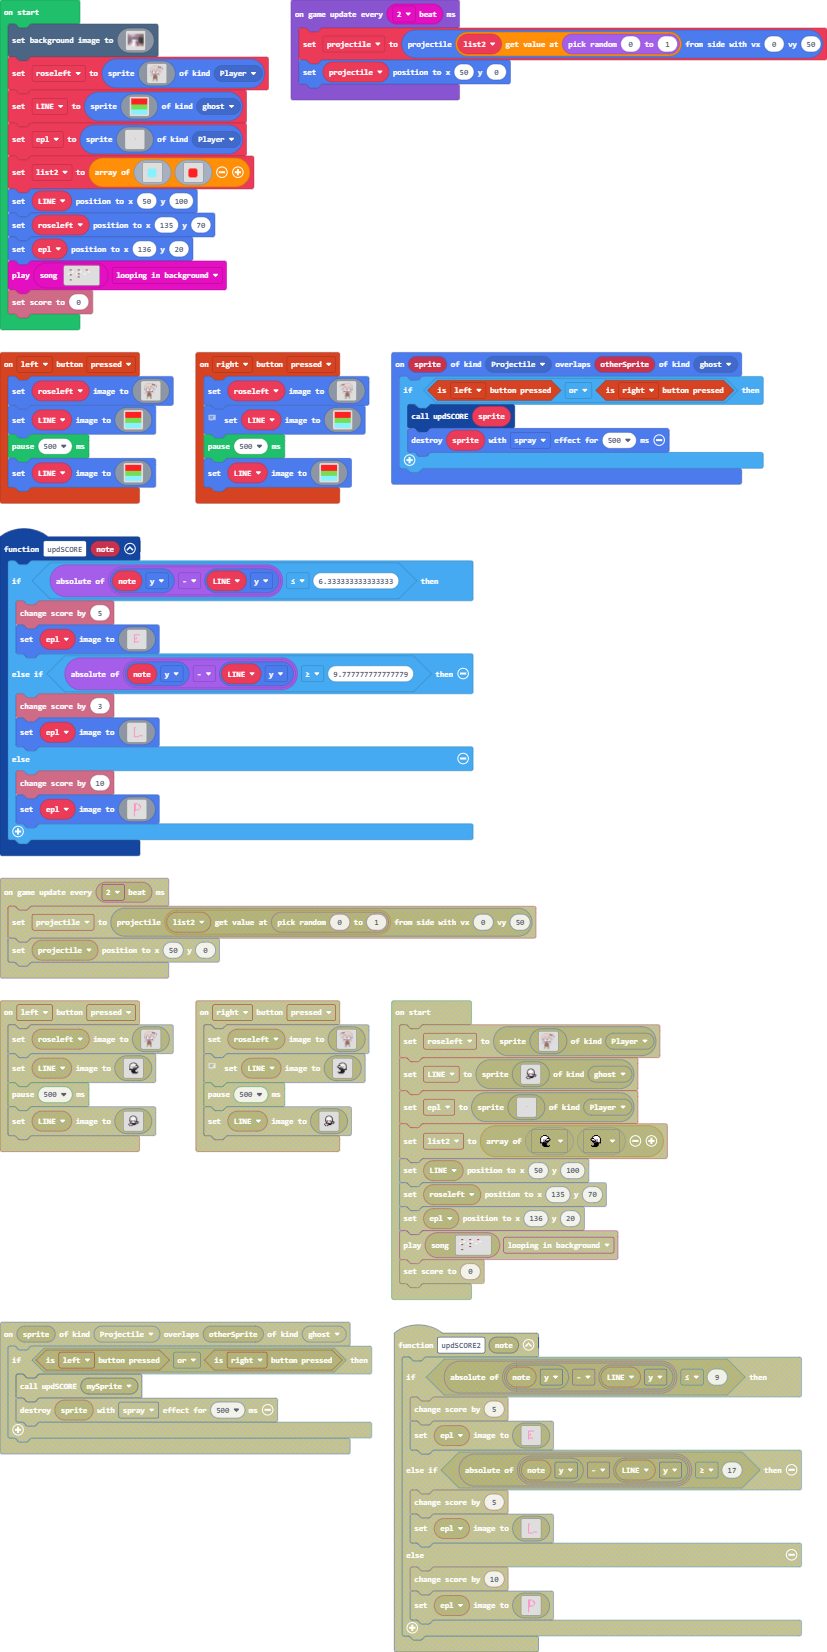 on start
set background image to
set roseleft to sprite of kind Player
set LINE to sprite of kind ghost
set epl to sprite of kind Player
set list2 to array of
set LINE position to x 50 y 100
set roseleft position to x 135 y 70
set epl position to x 136 y 20
play song looping in background
set score to 0
on game update every 2 beat ms
set projectile to projectile list2 get value at pick random 0 to 1 from side with vx 0 vy 50
set projectile position to x 50 y 0
on left button pressed
set roseleft image to
set LINE image to
pause 500 ms
set LINE image to
on right button pressed
set roseleft image to
set LINE image to
pause 500 ms
set LINE image to
on sprite of kind Projectile overlaps otherSprite of kind ghost
if is left button pressed or is right button pressed then
call updSCORE sprite
destroy sprite with spray effect for 500 ms
function updSCORE note
if absolute of note y - LINE y ≤ 6.333333333333333 then
change score by 5
set epl image to E
else if absolute of note y - LINE y ≥ 9.777777777777779 then
change score by 3
set epl image to L
else
change score by 10
set epl image to P
on game update every 2 beat ms
set projectile to projectile list2 get value at pick random 0 to 1 from side with vx 0 vy 50
set projectile position to x 50 y 0
on left button pressed
set roseleft image to
set LINE image to
pause 500 ms
set LINE image to
on right button pressed
set roseleft image to
set LINE image to
pause 500 ms
set LINE image to
on start
set roseleft to sprite of kind Player
set LINE to sprite of kind ghost
set epl to sprite of kind Player
set list2 to array of
set LINE position to x 50 y 100
set roseleft position to x 135 y 70
set epl position to x 136 y 20
play song looping in background
set score to 0
on sprite of kind Projectile overlaps otherSprite of kind ghost
if is left button pressed or is right button pressed then
call updSCORE mySprite
destroy sprite with spray effect for 500 ms
function updSCORE2 note
if absolute of note y - LINE y ≤ 9 then
change score by 5
set epl image to E
else if absolute of note y - LINE y ≥ 17 then
change score by 5
set epl image to L
else
change score by 10
set epl image to P